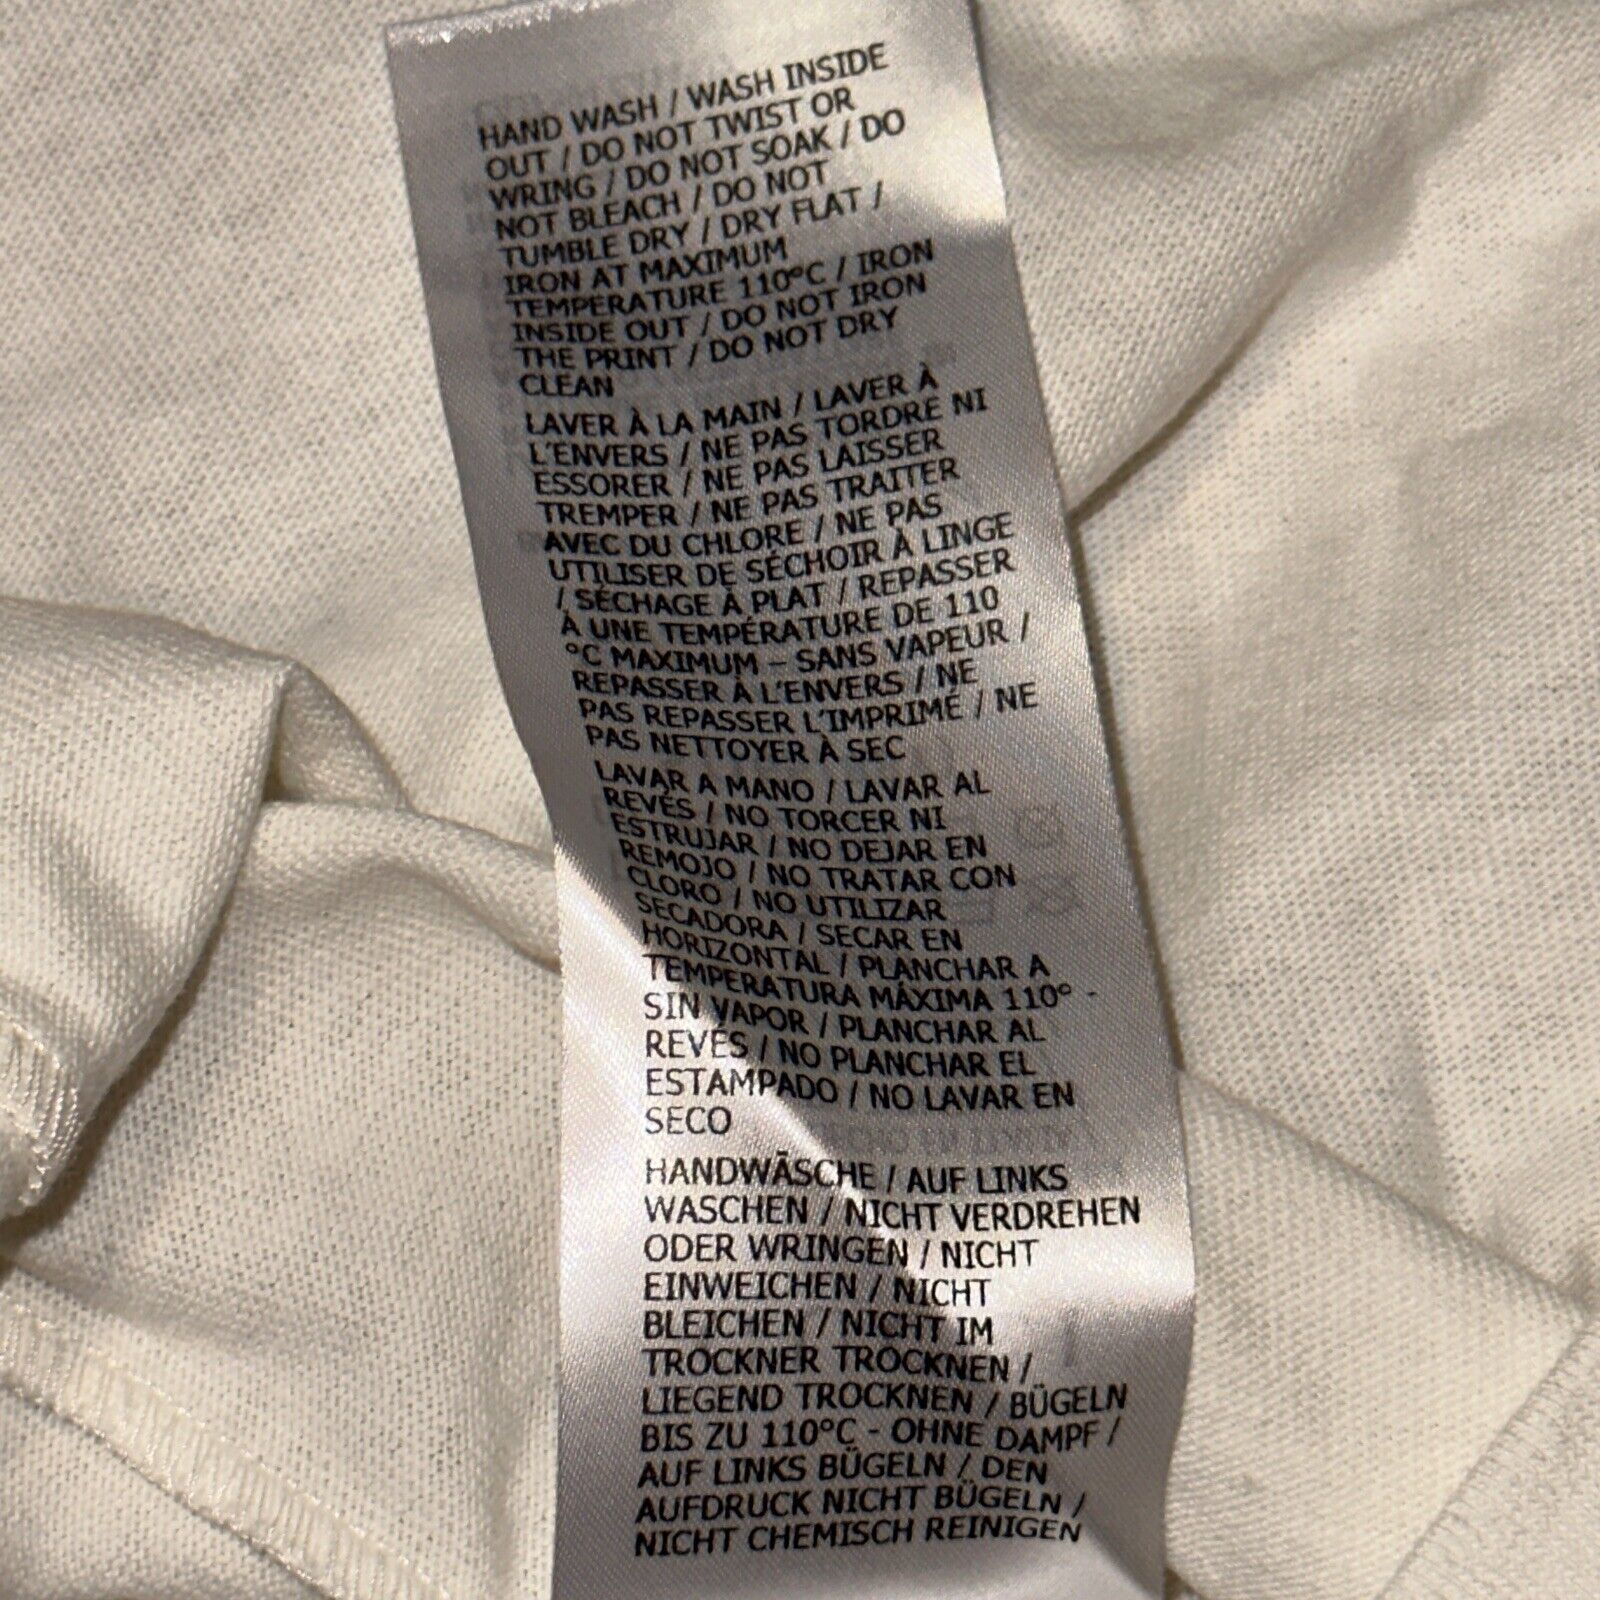 HAND WASH / WASH INSIDE
OUT / DO NOT TWIST OR
WRING / DO NOT SOAK / DO
NOT BLEACH / DO NOT
TUMBLE DRY / DRY FLAT /
IRON AT MAXIMUM
TEMPERATURE 110°C / IRON
INSIDE OUT / DO NOT IRON
THE PRINT / DO NOT DRY
CLEAN
LAVER À LA MAIN / LAVER À
L'ENVERS / NE PAS TORDRE NI
ESSORER / NE PAS LAISSER
TREMPER / NE PAS TRAITER
AVEC DU CHLORE / NE PAS
UTILISER DE SÉCHOIR À LINGE
/ SÉCHAGE À PLAT / REPASSER
À UNE TEMPÉRATURE DE 110
°C MAXIMUM – SANS VAPEUR /
REPASSER À L'ENVERS / NE
PAS REPASSER L'IMPRIMÉ / NE
PAS NETTOYER À SEC
LAVAR A MANO / LAVAR AL
REVÉS / NO TORCER NI
ESTRUJAR / NO DEJAR EN
REMOJO / NO TRATAR CON
CLORO / NO UTILIZAR
SECADORA / SECAR EN
HORIZONTAL / PLANCHAR A
TEMPERATURA MÁXIMA 110° -
SIN VAPOR / PLANCHAR AL
REVÉS / NO PLANCHAR EL
ESTAMPADO / NO LAVAR EN
SECO
HANDWÄSCHE / AUF LINKS
WASCHEN / NICHT VERDREHEN
ODER WRINGEN / NICHT
EINWEICHEN / NICHT
BLEICHEN / NICHT IM
TROCKNER TROCKNEN /
LIEGEND TROCKNEN / BÜGELN
BIS ZU 110°C - OHNE DAMPF /
AUF LINKS BÜGELN / DEN
AUFDRUCK NICHT BÜGELN /
NICHT CHEMISCH REINIGEN